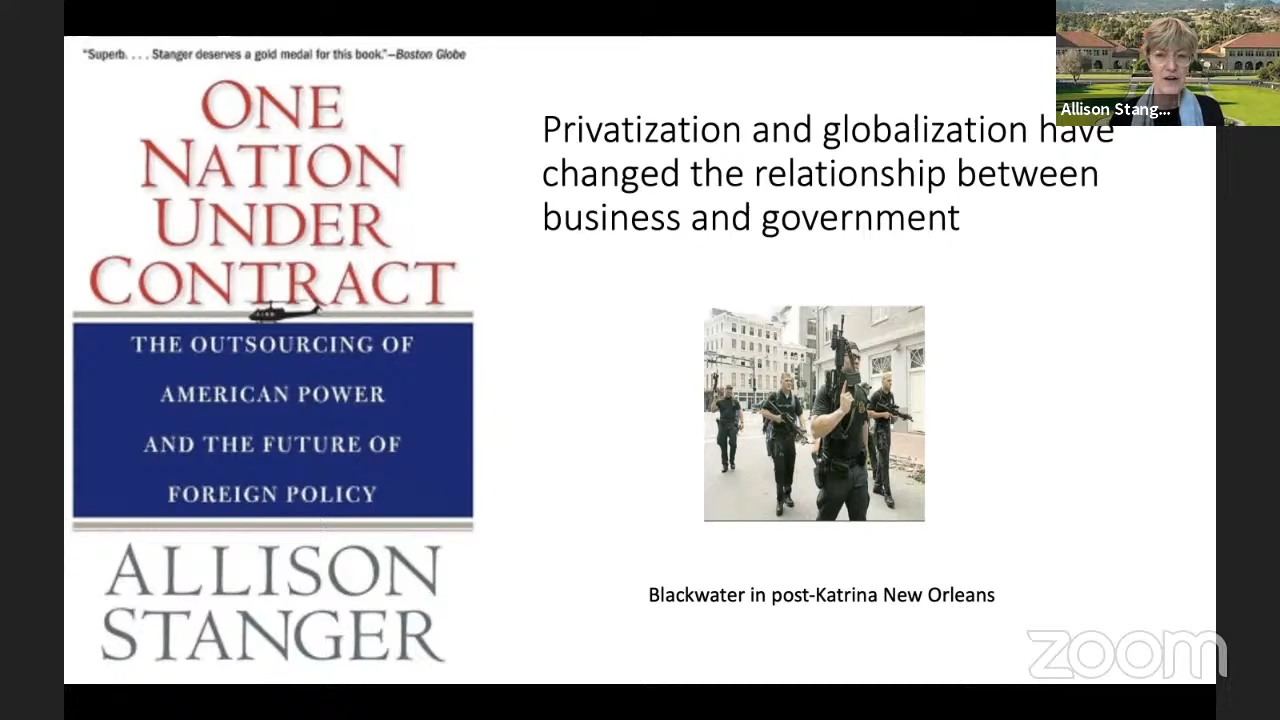 "Superb. . . . Stanger deserves a gold medal for this book."—Boston Globe
ONE
NATION
UNDER
CONTRACT
THE OUTSOURCING OF
AMERICAN POWER
AND THE FUTURE OF
FOREIGN POLICY
ALLISON
STANGER
Privatization and globalization have
changed the relationship between
business and government
Blackwater in post-Katrina New Orleans
Allison Stang...
zoom